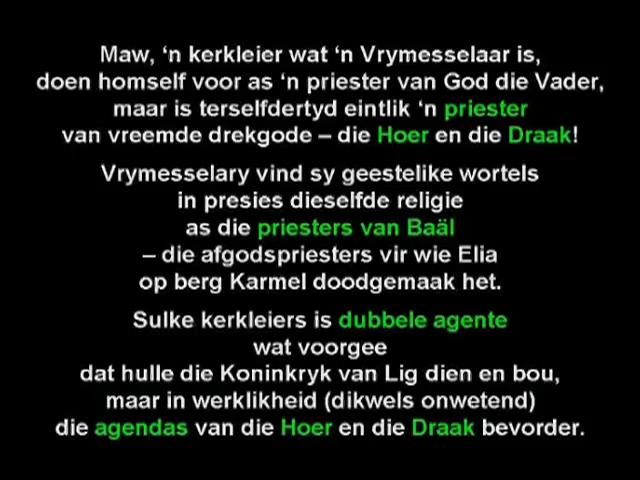 Maw, ‘n kerkleier wat ‘n Vrymesselaar is,
doen homself voor as ‘n priester van God die Vader,
maar is terselfdertyd eintlik ‘n priester
van vreemde drekgode – die Hoer en die Draak!
Vrymesselary vind sy geestelike wortels
in presies dieselfde religie
as die priesters van Baäl
– die afgodspriesters vir wie Elia
op berg Karmel doodgemaak het.
Sulke kerkleiers is dubbele agente
wat voorgee
dat hulle die Koninkryk van Lig dien en bou,
maar in werklikheid (dikwels onwetend)
die agendas van die Hoer en die Draak bevorder.